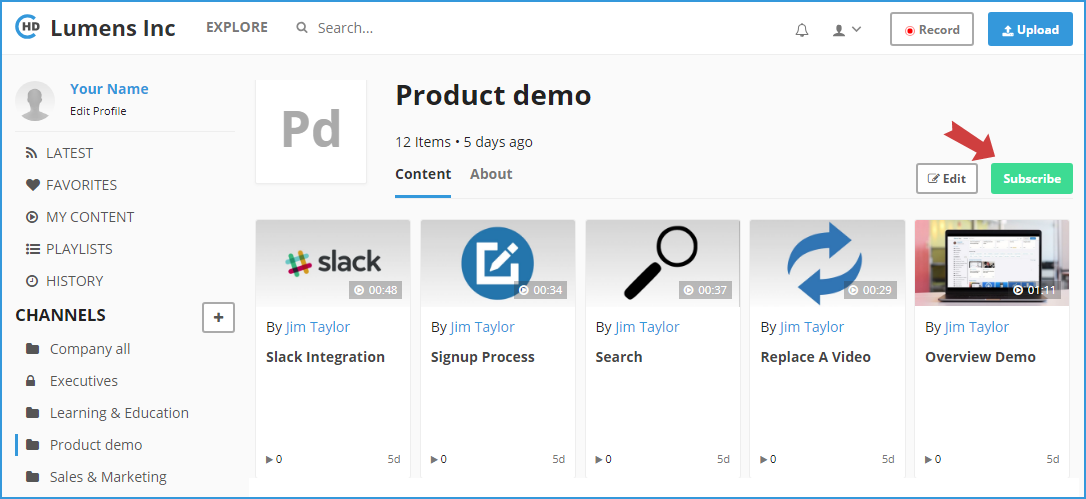 HD Lumens Inc EXPLORE Search... Record Upload
Your Name
Edit Profile
LATEST
FAVORITES
MY CONTENT
PLAYLISTS
HISTORY
CHANNELS +
Company all
Executives
Learning & Education
Product demo
Sales & Marketing
Pd
Product demo
12 Items • 5 days ago
Content About
Edit Subscribe
slack
00:48
By Jim Taylor
Slack Integration
0 5d
00:34
By Jim Taylor
Signup Process
0 5d
00:37
By Jim Taylor
Search
0 5d
00:29
By Jim Taylor
Replace A Video
0 5d
01:11
By Jim Taylor
Overview Demo
0 5d